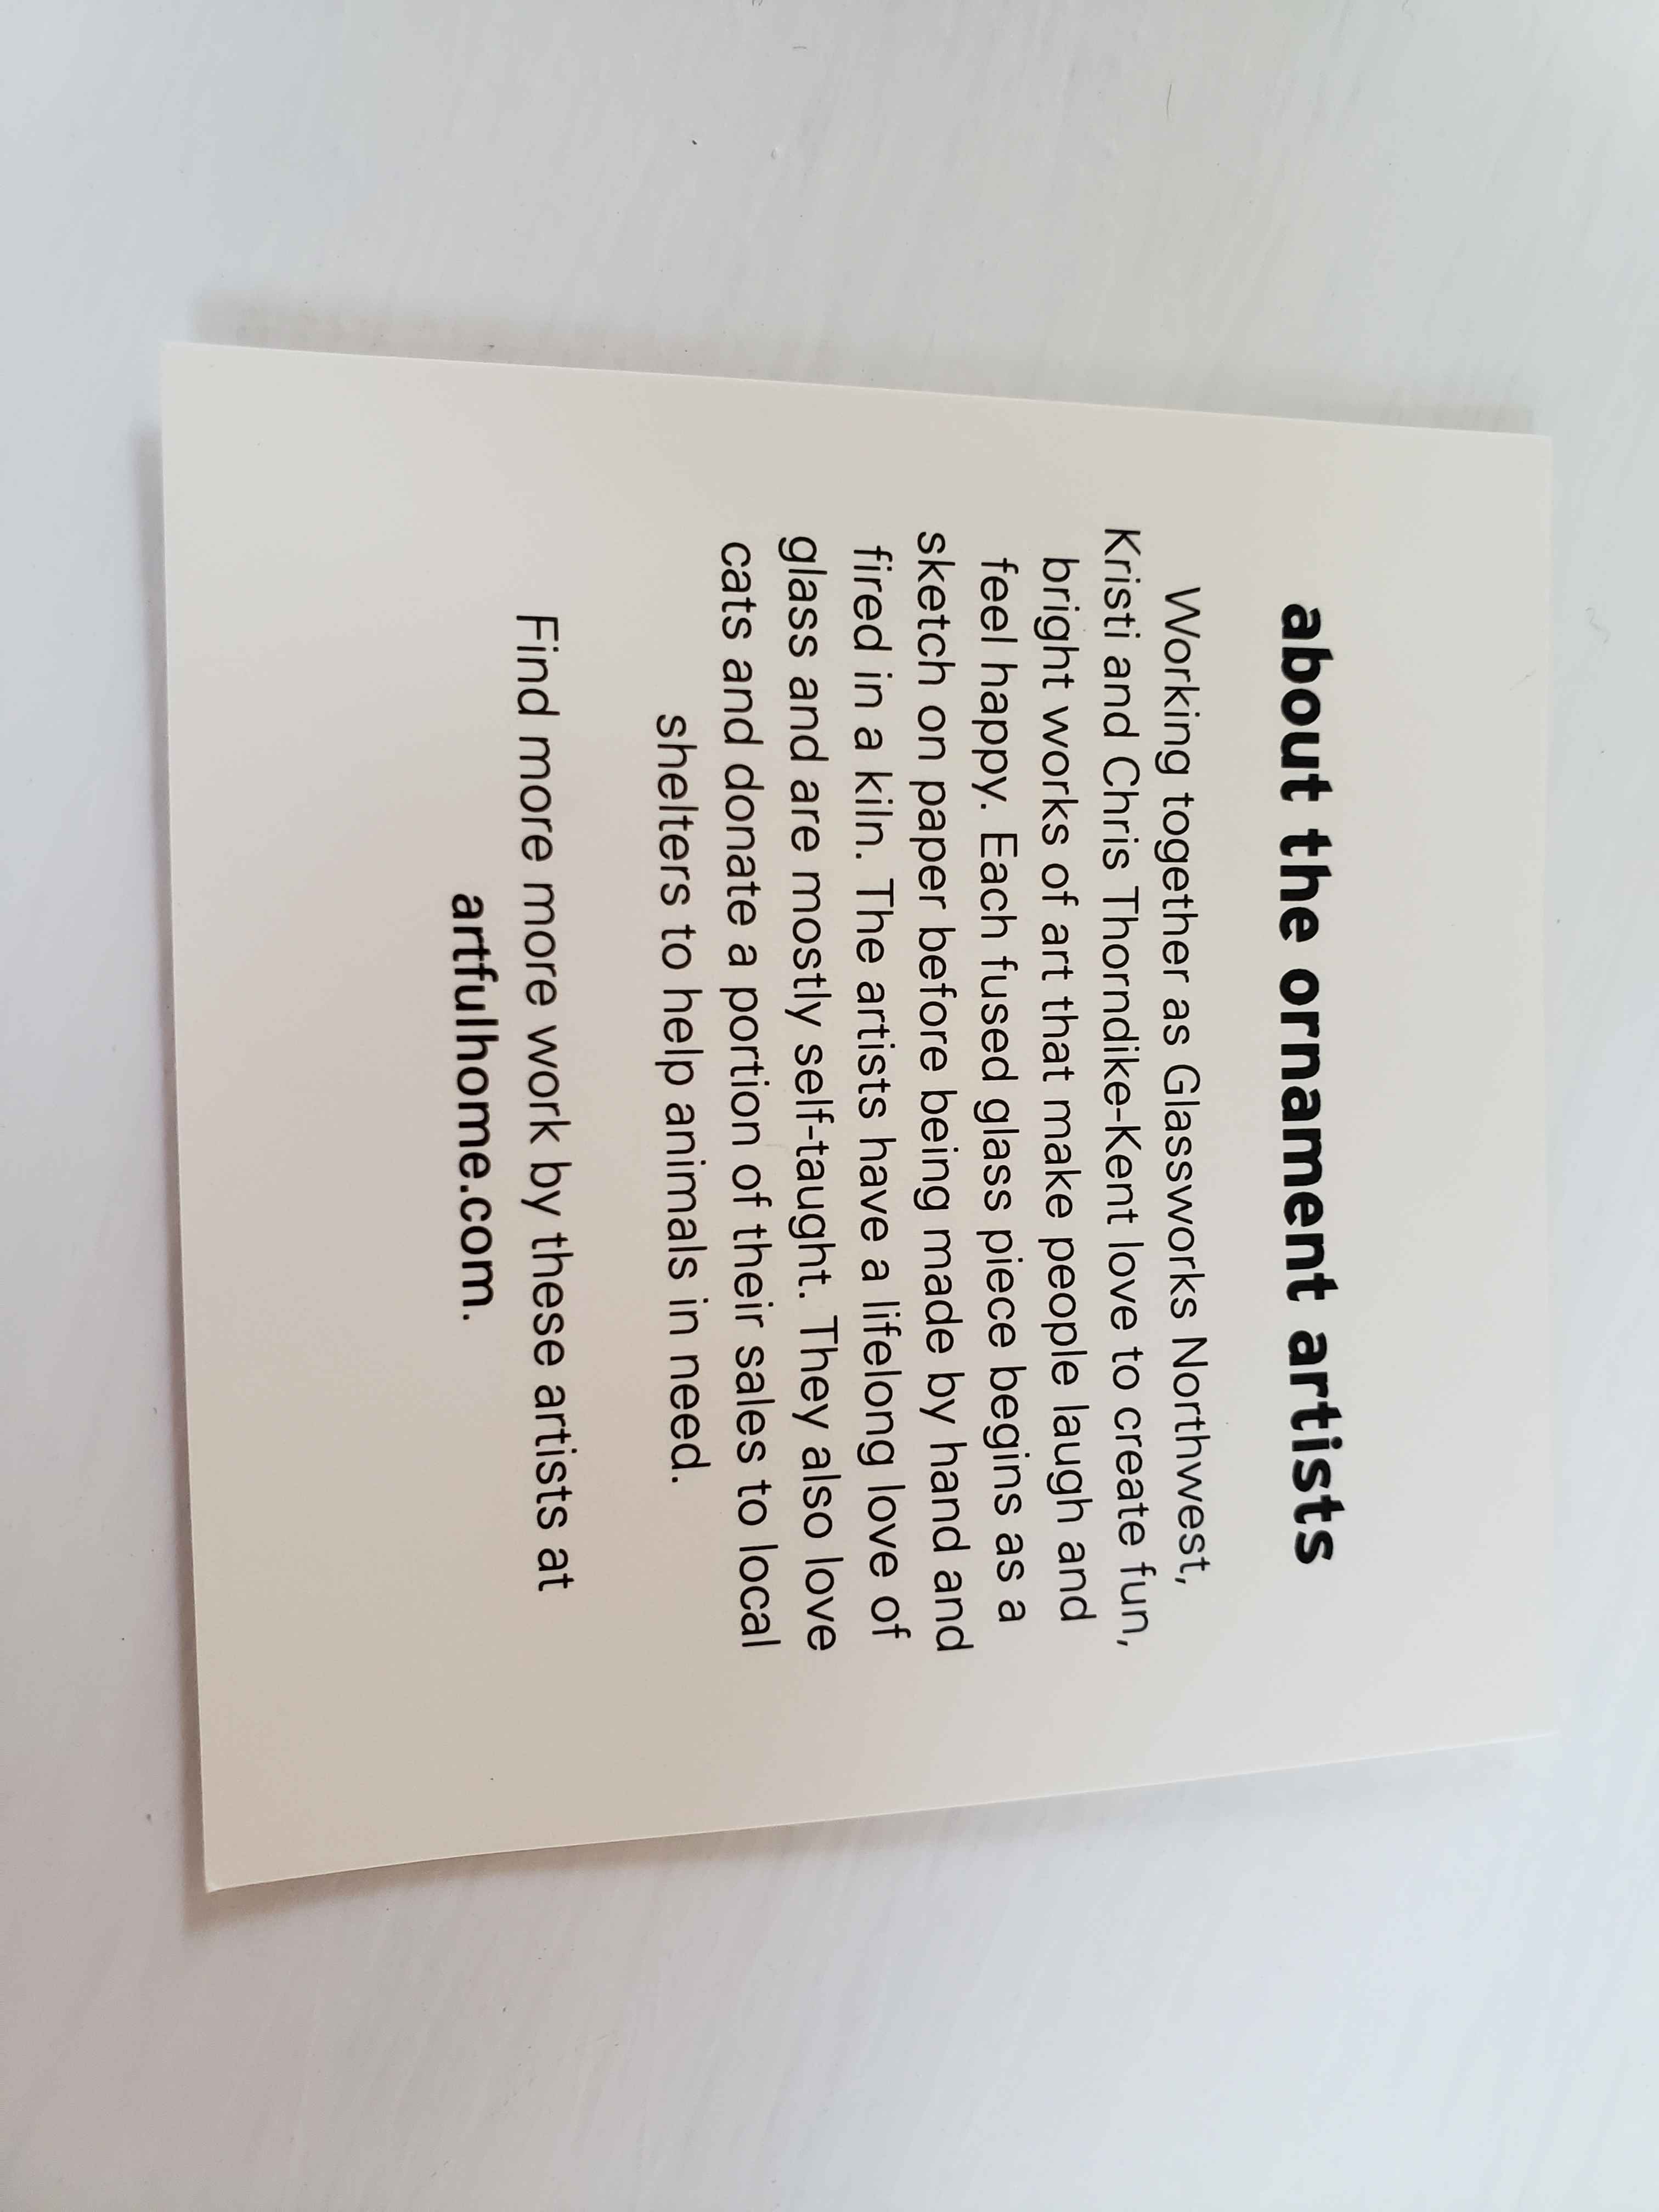 about the ornament artists
Working together as Glassworks Northwest,
Kristi and Chris Thorndike-Kent love to create fun,
bright works of art that make people laugh and
feel happy. Each fused glass piece begins as a
sketch on paper before being made by hand and
fired in a kiln. The artists have a lifelong love of
glass and are mostly self-taught. They also love
cats and donate a portion of their sales to local
shelters to help animals in need.
Find more more work by these artists at
artfulhome.com.